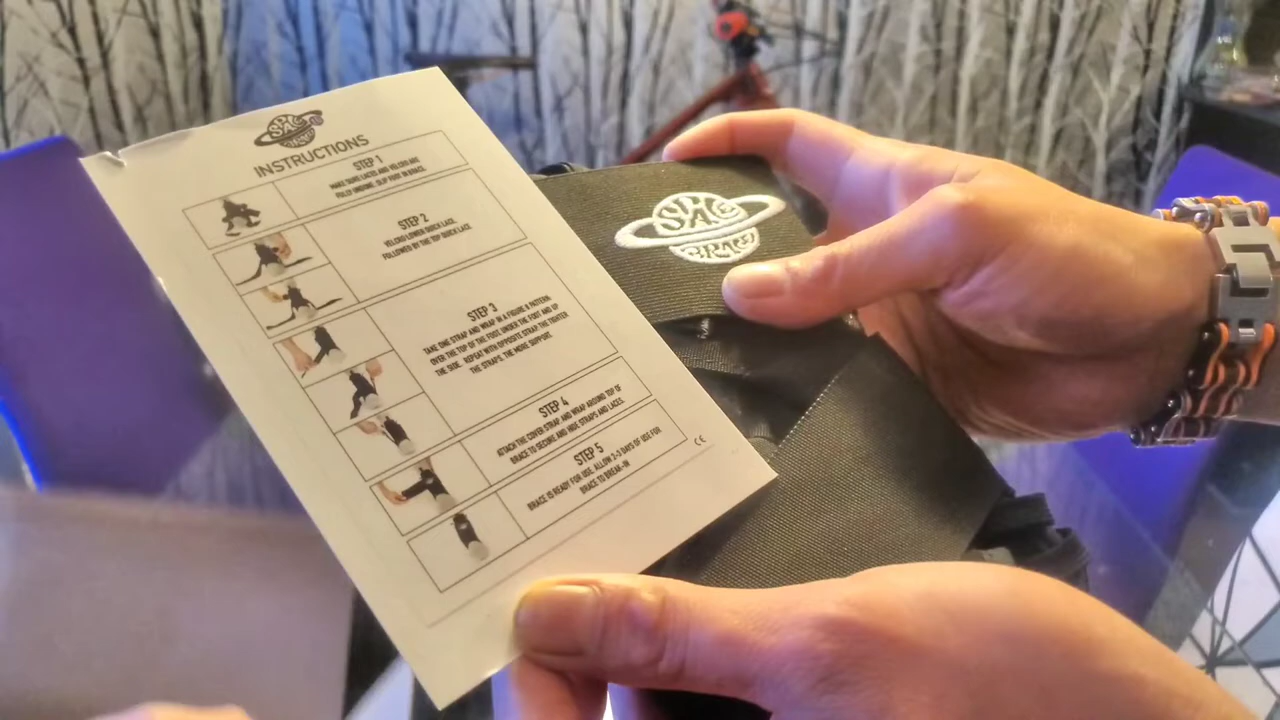 SPACE
BRACE
INSTRUCTIONS
STEP 1
MAKE SURE LACES AND VELCRO ARE
FULLY UNDONE. SLIP FOOT IN BRACE.
STEP 2
VELCRO LOWER QUICK LACE,
FOLLOWED BY THE TOP QUICK LACE.
STEP 3
TAKE ONE STRAP AND WRAP IN A FIGURE 8 PATTERN
OVER THE TOP OF THE FOOT, UNDER THE FOOT AND UP
THE SIDE. REPEAT WITH OPPOSITE STRAP. THE TIGHTER
THE STRAPS, THE MORE SUPPORT.
STEP 4
ATTACH THE COVER STRAP, AND WRAP AROUND TOP OF
BRACE TO SECURE AND HIDE STRAPS AND LACES.
STEP 5
BRACE IS READY FOR USE. ALLOW 2-3 DAYS OF USE FOR
BRACE TO BREAK-IN
CE
SPACE
BRACE